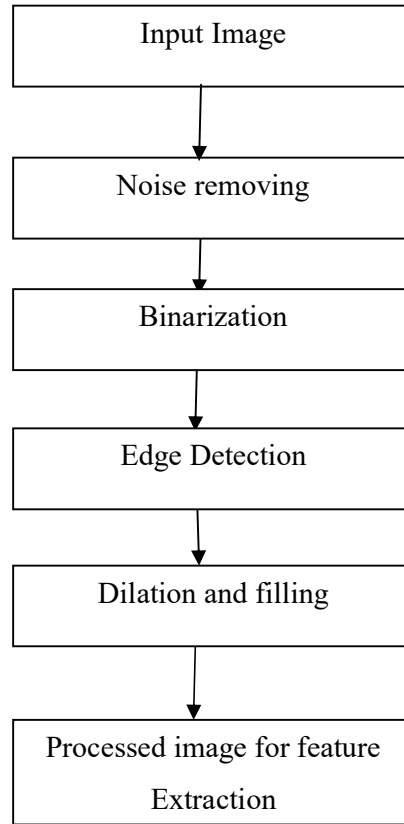 Input Image
Noise removing
Binarization
Edge Detection
Dilation and filling
Processed image for feature
Extraction